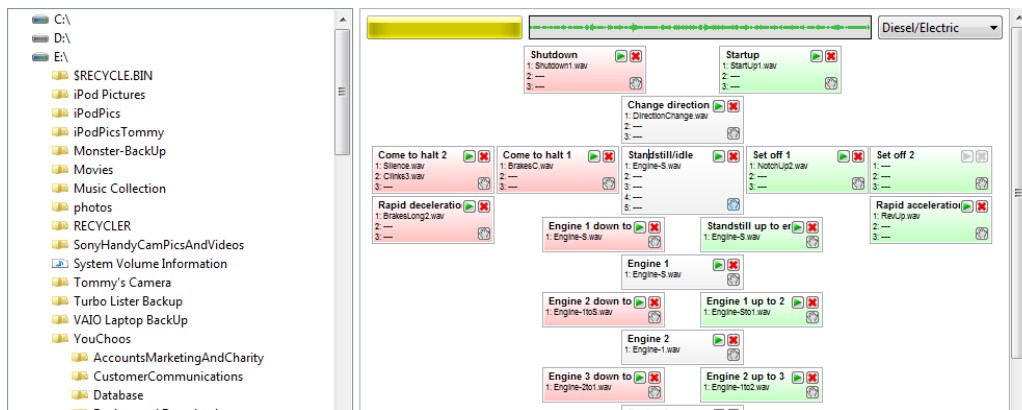 C:\
D:\
E:\
$RECYCLE.BIN
iPod Pictures
iPodPics
iPodPicsTommy
Monster-BackUp
Movies
Music Collection
photos
RECYCLER
SonyHandyCamPicsAndVideos
System Volume Information
Tommy's Camera
Turbo Lister Backup
VAIO Laptop BackUp
YouChoos
AccountsMarketingAndCharity
CustomerCommunications
Database
Diesel/Electric
Shutdown
1: Shutdown1.wav
2: ---
3: ---
Startup
1: StartUp1.wav
2: ---
3: ---
Change direction
1: DirectionChange.wav
2: ---
3: ---
Come to halt 2
1: Silence.wav
2: Clinks3.wav
3: ---
Come to halt 1
1: BrakesC.wav
2: ---
3: ---
Standstill/idle
1: Engine-S.wav
2: ---
3: ---
4: ---
5: ---
Set off 1
1: NotchUp2.wav
2: ---
3: ---
Set off 2
1: ---
2: ---
3: ---
Rapid deceleratio
1: BrakesLong2.wav
2: ---
3: ---
Rapid acceleratio
1: RevUp.wav
2: ---
3: ---
Engine 1 down to
1: Engine-S.wav
Standstill up to en
1: Engine-S.wav
Engine 1
1: Engine-S.wav
Engine 2 down to
1: Engine-1toS.wav
Engine 1 up to 2
1: Engine-Sto1.wav
Engine 2
1: Engine-1.wav
Engine 3 down to
1: Engine-2to1.wav
Engine 2 up to 3
1: Engine-1to2.wav